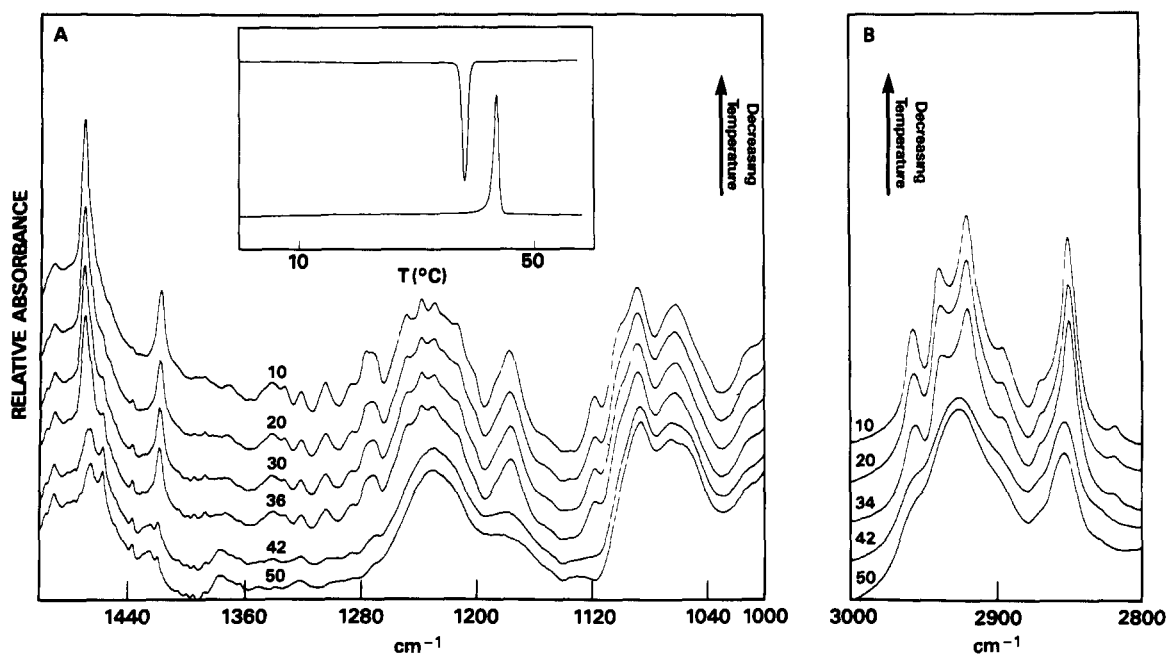 A
B
Decreasing
Temperature
Decreasing
Temperature
RELATIVE ABSORBANCE
10
50
T (°C)
10
20
30
36
42
50
10
20
34
42
50
1440
1360
1280
1200
1120
1040
1000
3000
2900
2800
cm⁻¹
cm⁻¹